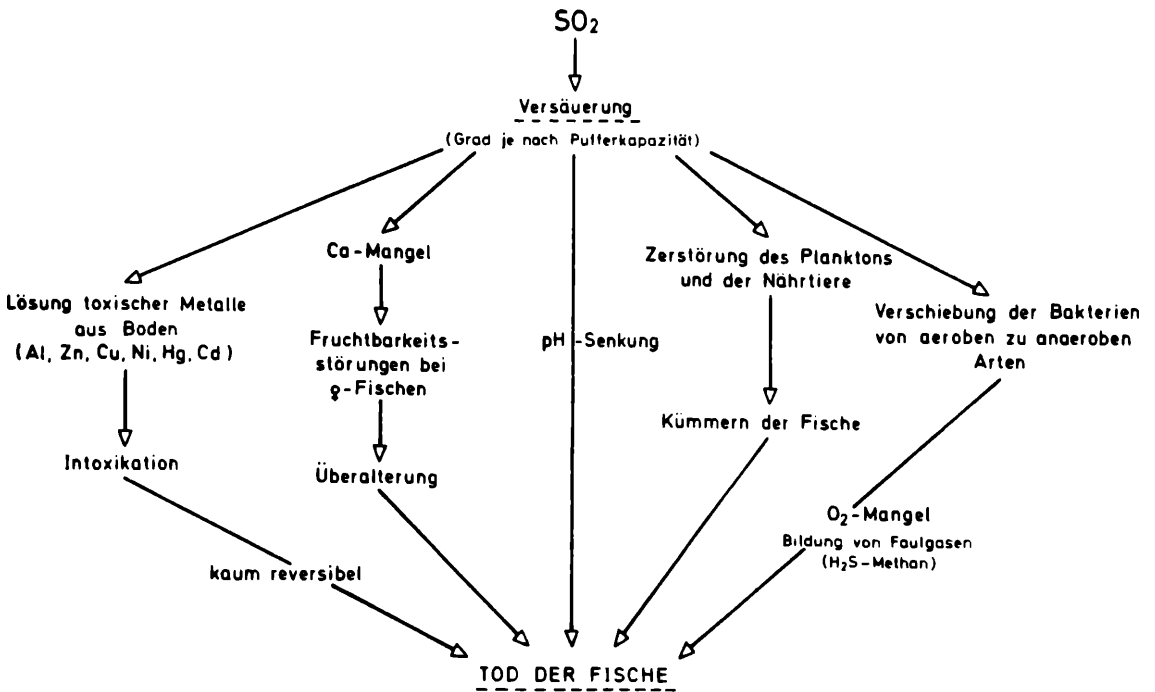 SO₂
Versäuerung
(Grad je nach Pufferkapazität)
Lösung toxischer Metalle
aus Boden
(Al, Zn, Cu, Ni, Hg, Cd)
Intoxikation
kaum reversibel
Ca-Mangel
Fruchtbarkeits-
störungen bei
♀-Fischen
Überalterung
pH-Senkung
Zerstörung des Planktons
und der Nährtiere
Kümmern der Fische
Verschiebung der Bakterien
von aeroben zu anaeroben
Arten
O₂-Mangel
Bildung von Faulgasen
(H₂S-Methan)
TOD DER FISCHE